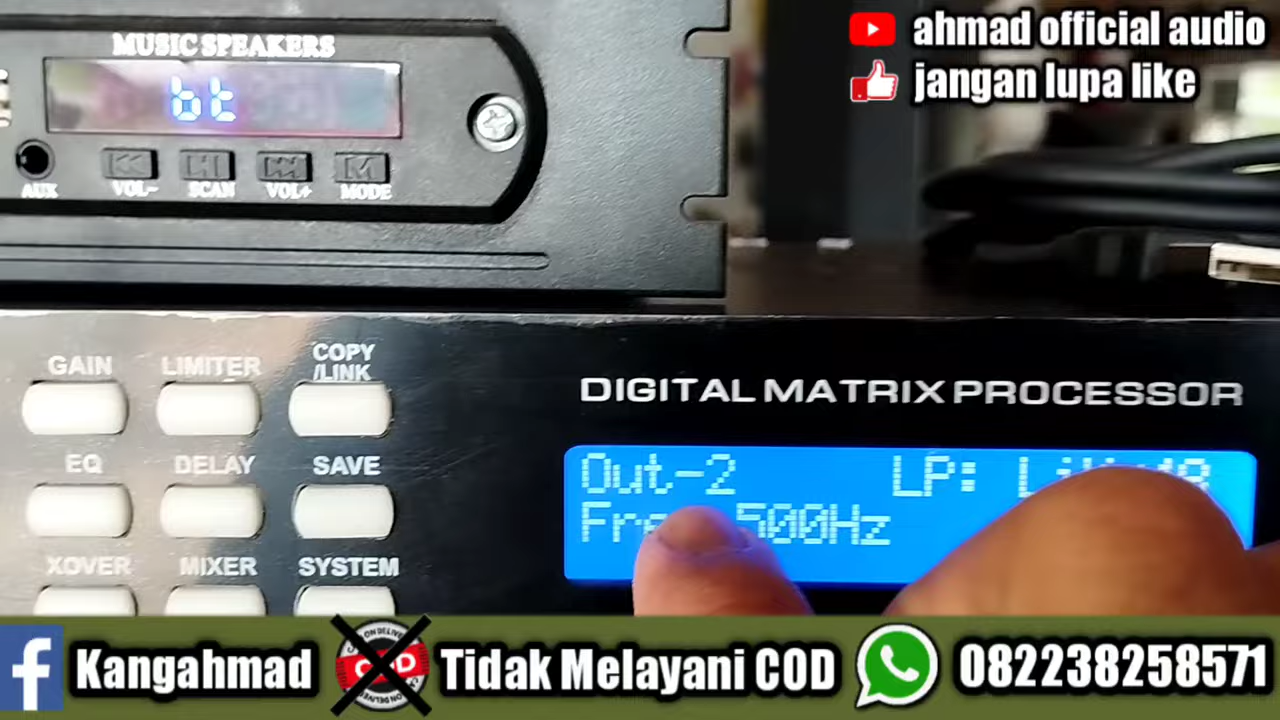 ahmad official audio
jangan lupa like
MUSIC SPEAKERS
bt
AUX VOL- SCAN VOL+ MODE
GAIN LIMITER COPY
/LINK
DIGITAL MATRIX PROCESSOR
EQ DELAY SAVE
Out-2 LP:
500Hz
XOVER MIXER SYSTEM
Kangahmad COD Tidak Melayani COD 082238258571